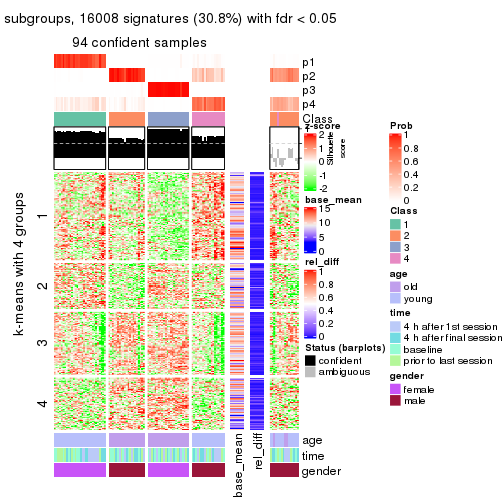 subgroups, 16008 signatures (30.8%) with fdr < 0.05
94 confident samples
p1
p2
p3
p4
Class
Silhouette
score
k-means with 4 groups
1
2
3
4
age
time
gender
base_mean
rel_diff
z-score
2
1
0
-1
-2
base_mean
15
10
5
0
rel_diff
1
0.8
0.6
0.4
0.2
0
Status (barplots)
confident
ambiguous
Prob
1
0.8
0.6
0.4
0.2
0
Class
1
2
3
4
age
old
young
time
4 h after 1st session
4 h after final session
baseline
prior to last session
gender
female
male